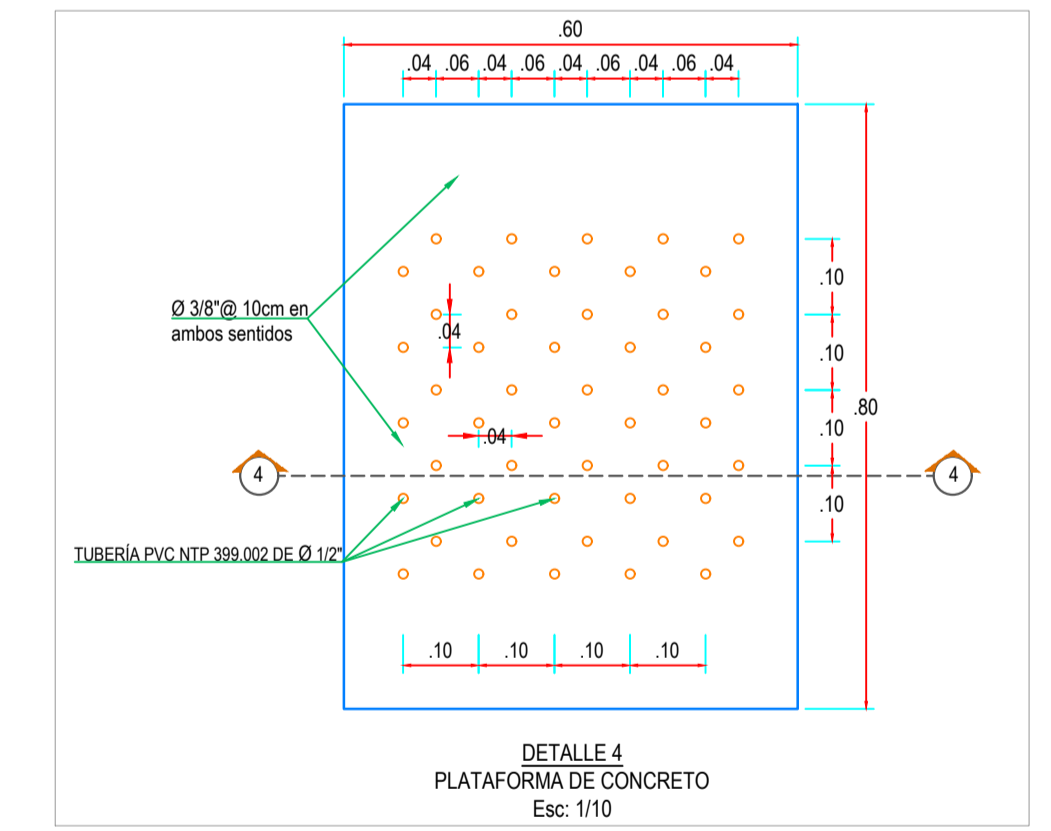 .60
.04 .06 .04 .06 .04 .06 .04 .06 .04
.10
Ø 3/8"@ 10cm en
ambos sentidos
.04
.10
.80
.10
.04
4
4
.10
TUBERÍA PVC NTP 399.002 DE Ø 1/2"
.10 .10 .10 .10
DETALLE 4
PLATAFORMA DE CONCRETO
Esc: 1/10